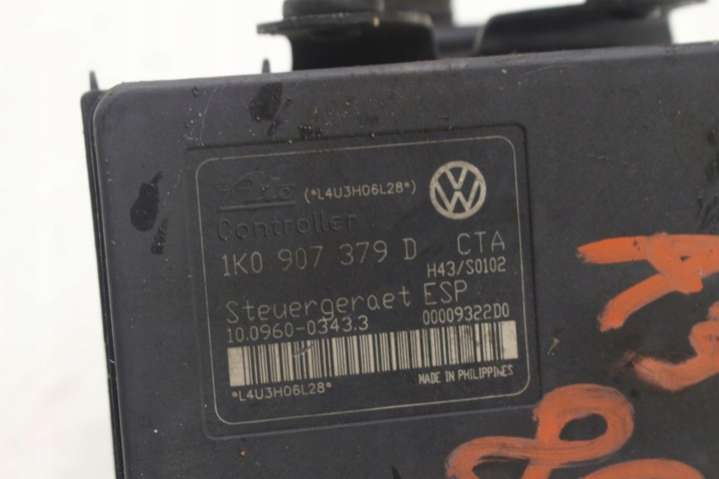 Ate (*L4U3H06L28*)
Controller
1K0 907 379 D CTA
H43/S0102
Steuergeraet ESP
10.0960-0343.3 00009322D0
*L4U3H06L28* MADE IN PHILIPPINES